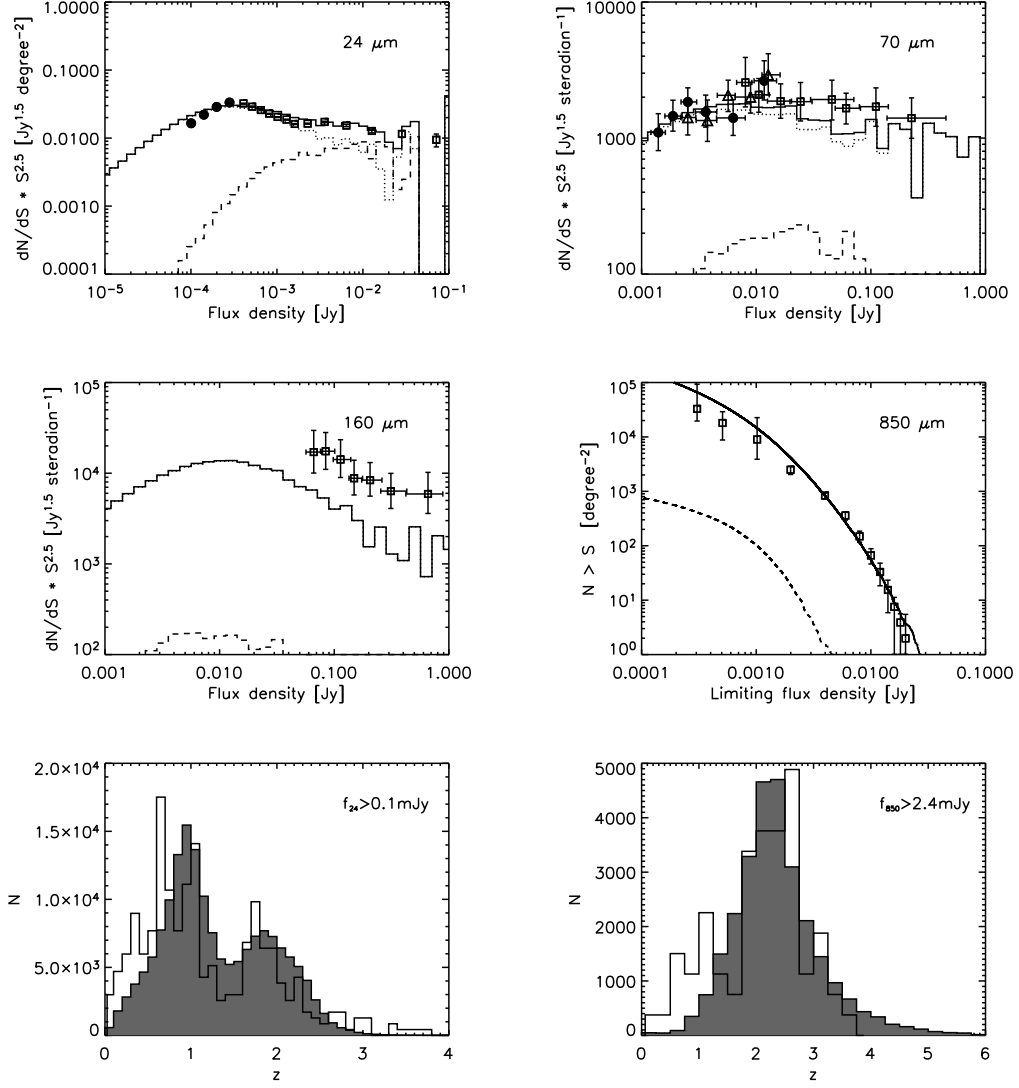 24 μm
dN/dS * S^2.5 [Jy^1.5 degree^-2]
1.0000
0.1000
0.0100
0.0010
0.0001
10^-5 10^-4 10^-3 10^-2 10^-1
Flux density [Jy]
70 μm
dN/dS * S^2.5 [Jy^1.5 steradian^-1]
10000
1000
100
0.001 0.010 0.100 1.000
Flux density [Jy]
160 μm
dN/dS * S^2.5 [Jy^1.5 steradian^-1]
10^5
10^4
10^3
10^2
0.001 0.010 0.100 1.000
Flux density [Jy]
850 μm
N > S [degree^-2]
10^5
10^4
10^3
10^2
10^1
10^0
0.0001 0.0010 0.0100 0.1000
Limiting flux density [Jy]
f_24>0.1mJy
N
2.0×10^4
1.5×10^4
1.0×10^4
5.0×10^3
0
0 1 2 3 4
z
f_850>2.4mJy
N
5000
4000
3000
2000
1000
0
0 1 2 3 4 5 6
z